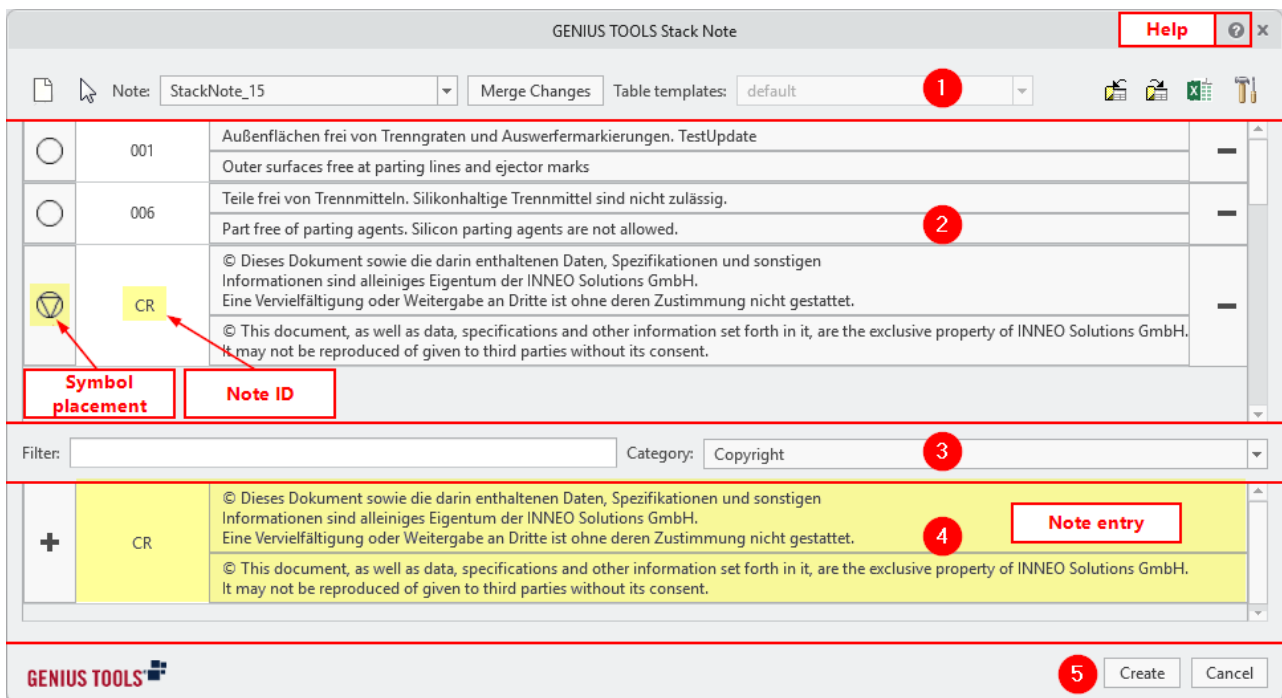 GENIUS TOOLS Stack Note
Help
Note:
StackNote_15
Merge Changes
Table templates:
default
1
001
Außenflächen frei von Trenngraten und Auswerfermarkierungen. TestUpdate
Outer surfaces free at parting lines and ejector marks
006
Teile frei von Trennmitteln. Silikonhaltige Trennmittel sind nicht zulässig.
Part free of parting agents. Silicon parting agents are not allowed.
2
CR
© Dieses Dokument sowie die darin enthaltenen Daten, Spezifikationen und sonstigen
Informationen sind alleiniges Eigentum der INNEO Solutions GmbH.
Eine Vervielfältigung oder Weitergabe an Dritte ist ohne deren Zustimmung nicht gestattet.
© This document, as well as data, specifications and other information set forth in it, are the exclusive property of INNEO Solutions GmbH.
It may not be reproduced of given to third parties without its consent.
Symbol
placement
Note ID
Filter:
Category:
Copyright
3
CR
© Dieses Dokument sowie die darin enthaltenen Daten, Spezifikationen und sonstigen
Informationen sind alleiniges Eigentum der INNEO Solutions GmbH.
Eine Vervielfältigung oder Weitergabe an Dritte ist ohne deren Zustimmung nicht gestattet.
4
Note entry
© This document, as well as data, specifications and other information set forth in it, are the exclusive property of INNEO Solutions GmbH.
It may not be reproduced of given to third parties without its consent.
GENIUS TOOLS
5
Create
Cancel